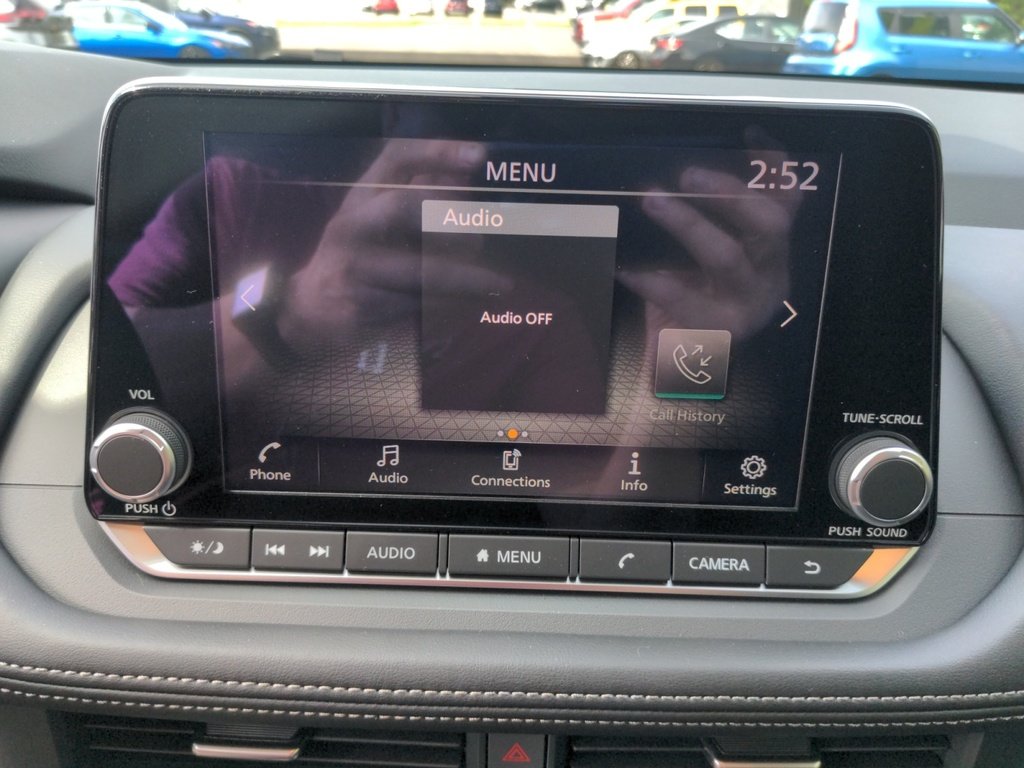 MENU
2:52
Audio
Audio OFF
Call History
VOL
TUNE·SCROLL
Phone
Audio
Connections
Info
Settings
PUSH
PUSH SOUND
AUDIO
MENU
CAMERA